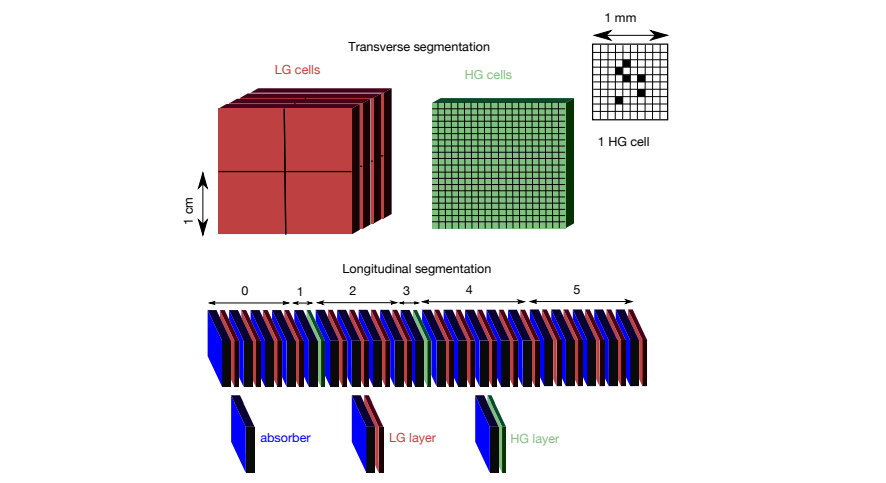 1 mm
Transverse segmentation
LG cells
HG cells
1 HG cell
1 cm
Longitudinal segmentation
0 1 2 3 4 5
absorber
LG layer
HG layer